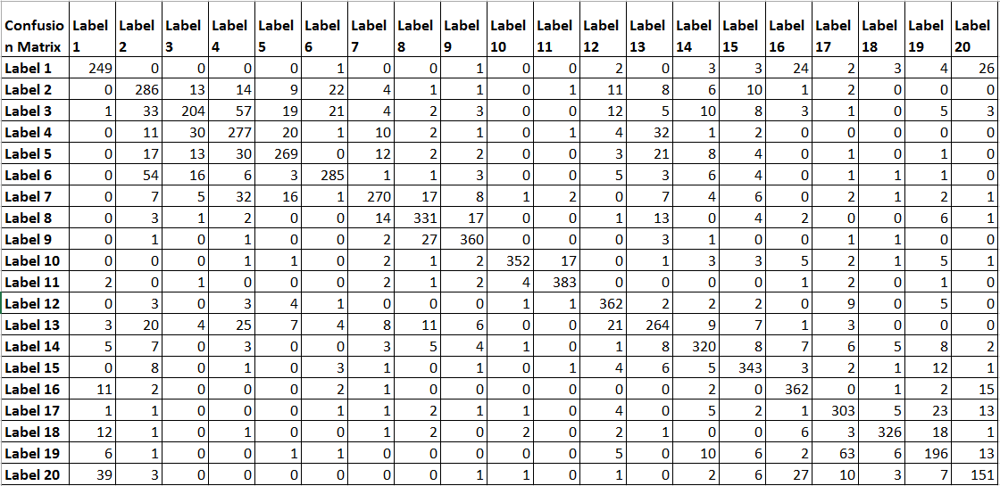 Confusio Label Label Label Label Label Label Label Label Label Label Label Label Label Label Label Label Label Label Label Label
n Matrix 1 2 3 4 5 6 7 8 9 10 11 12 13 14 15 16 17 18 19 20
Label 1 249 0 0 0 0 1 0 0 1 0 0 2 0 3 3 24 2 3 4 26
Label 2 0 286 13 14 9 22 4 1 1 0 1 11 8 6 10 1 2 0 0 0
Label 3 1 33 204 57 19 21 4 2 3 0 0 12 5 10 8 3 1 0 5 3
Label 4 0 11 30 277 20 1 10 2 1 0 1 4 32 1 2 0 0 0 0 0
Label 5 0 17 13 30 269 0 12 2 2 0 0 3 21 8 4 0 1 0 1 0
Label 6 0 54 16 6 3 285 1 1 3 0 0 5 3 6 4 0 1 1 1 0
Label 7 0 7 5 32 16 1 270 17 8 1 2 0 7 4 6 0 2 1 2 1
Label 8 0 3 1 2 0 0 14 331 17 0 0 1 13 0 4 2 0 0 6 1
Label 9 0 1 0 1 0 0 2 27 360 0 0 0 3 1 0 0 1 1 0 0
Label 10 0 0 0 1 1 0 2 1 2 352 17 0 1 3 3 5 2 1 5 1
Label 11 2 0 1 0 0 0 2 1 2 4 383 0 0 0 0 1 2 0 1 0
Label 12 0 3 0 3 4 1 0 0 0 1 1 362 2 2 2 0 9 0 5 0
Label 13 3 20 4 25 7 4 8 11 6 0 0 21 264 9 7 1 3 0 0 0
Label 14 5 7 0 3 0 0 3 5 4 1 0 1 8 320 8 7 6 5 8 2
Label 15 0 8 0 1 0 3 1 0 1 0 1 4 6 5 343 3 2 1 12 1
Label 16 11 2 0 0 0 2 1 0 0 0 0 0 0 2 0 362 0 1 2 15
Label 17 1 1 0 0 0 1 1 2 1 1 0 4 0 5 2 1 303 5 23 13
Label 18 12 1 0 1 0 0 1 2 0 2 0 2 1 0 0 6 3 326 18 1
Label 19 6 1 0 0 1 1 0 0 0 0 0 5 0 10 6 2 63 6 196 13
Label 20 39 3 0 0 0 0 0 0 1 1 0 1 0 2 6 27 10 3 7 151